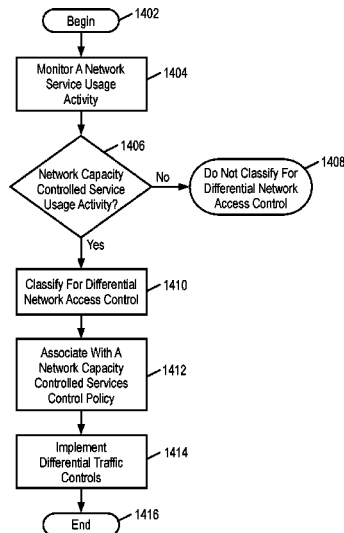 Begin
1402
Monitor A Network
Service Usage
Activity
1404
1406
Network Capacity
Controlled Service
Usage Activity?
No
Do Not Classify For
Differential Network
Access Control
1408
Yes
Classify For Differential
Network Access Control
1410
Associate With A
Network Capacity
Controlled Services
Control Policy
1412
Implement
Differential Traffic
Controls
1414
End
1416